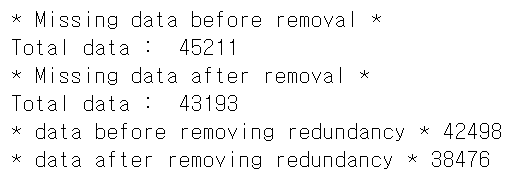 * Missing data before removal *
Total data :  45211
* Missing data after removal *
Total data :  43193
* data before removing redundancy * 42498
* data after removing redundancy * 38476